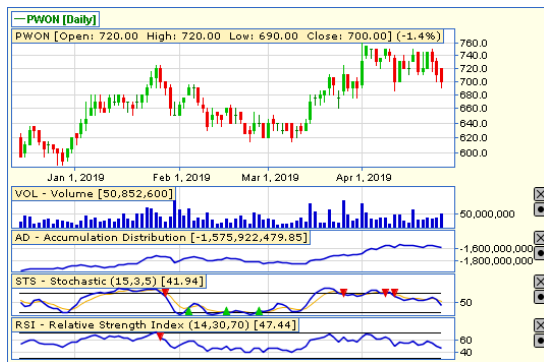 PWON [Daily]
PWON [Open: 720.00 High: 720.00 Low: 690.00 Close: 700.00] (-1.4%)
760.0
740.0
720.0
700.0
680.0
660.0
640.0
620.0
600.0
Jan 1, 2019 Feb 1, 2019 Mar 1, 2019 Apr 1, 2019
VOL - Volume [50,852,600]
50,000,000
AD - Accumulation Distribution [-1,575,922,479.85]
-1,600,000,000
-1,800,000,000
STS - Stochastic (15,3,5) [41.94]
50
RSI - Relative Strength Index (14,30,70) [47.44]
60
40